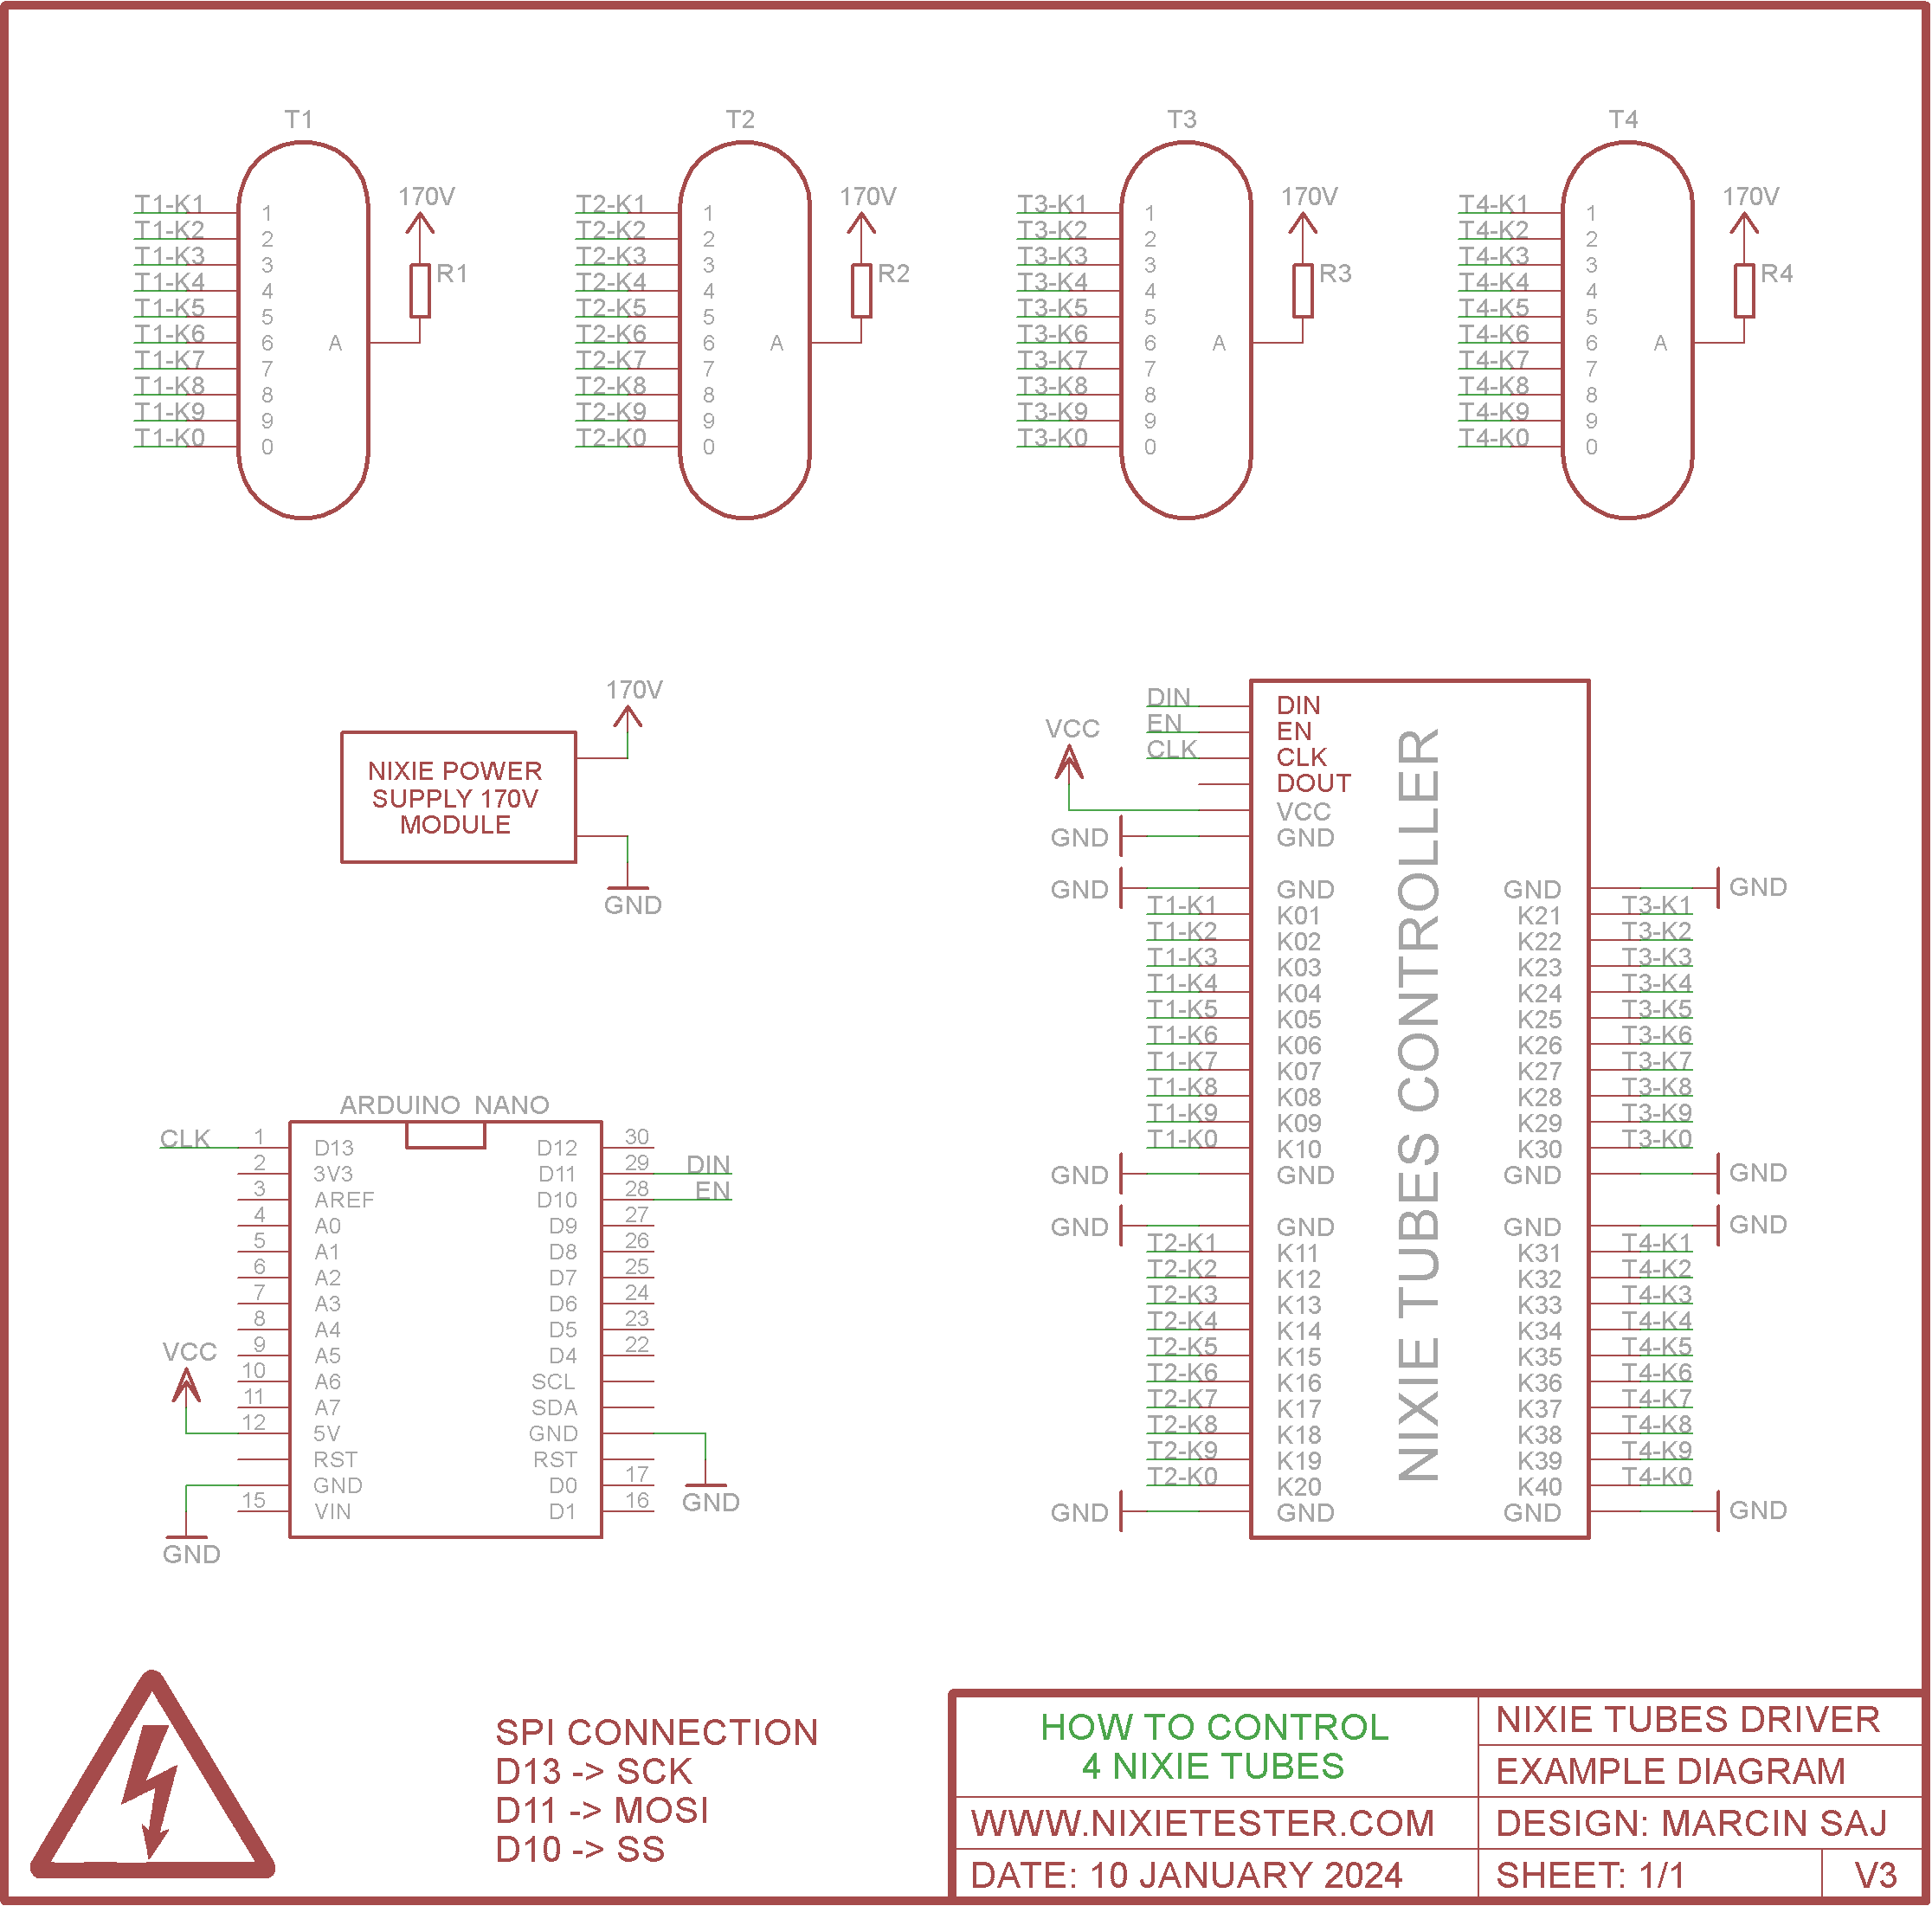 T1
T2
T3
T4
170V
170V
170V
170V
R1
R2
R3
R4
T1-K1 1
T1-K2 2
T1-K3 3
T1-K4 4
T1-K5 5
T1-K6 6 A
T1-K7 7
T1-K8 8
T1-K9 9
T1-K0 0
T2-K1 1
T2-K2 2
T2-K3 3
T2-K4 4
T2-K5 5
T2-K6 6 A
T2-K7 7
T2-K8 8
T2-K9 9
T2-K0 0
T3-K1 1
T3-K2 2
T3-K3 3
T3-K4 4
T3-K5 5
T3-K6 6 A
T3-K7 7
T3-K8 8
T3-K9 9
T3-K0 0
T4-K1 1
T4-K2 2
T4-K3 3
T4-K4 4
T4-K5 5
T4-K6 6 A
T4-K7 7
T4-K8 8
T4-K9 9
T4-K0 0
170V
NIXIE POWER
SUPPLY 170V
MODULE
GND
ARDUINO NANO
CLK 1 D13
2 3V3
3 AREF
4 A0
5 A1
6 A2
7 A3
8 A4
9 A5
10 A6
11 A7
VCC
12 5V
RST
GND
15 VIN
GND
D12 30
D11 29 DIN
D10 28 EN
D9 27
D8 26
D7 25
D6 24
D5 23
D4 22
SCL
SDA
GND
RST
D0 17
D1 16
GND
NIXIE TUBES CONTROLLER
DIN DIN
EN EN
CLK CLK
DOUT
VCC VCC
GND GND
GND GND
T1-K1 K01
T1-K2 K02
T1-K3 K03
T1-K4 K04
T1-K5 K05
T1-K6 K06
T1-K7 K07
T1-K8 K08
T1-K9 K09
T1-K0 K10
GND GND
GND GND
T2-K1 K11
T2-K2 K12
T2-K3 K13
T2-K4 K14
T2-K5 K15
T2-K6 K16
T2-K7 K17
T2-K8 K18
T2-K9 K19
T2-K0 K20
GND GND
GND GND
K21 T3-K1
K22 T3-K2
K23 T3-K3
K24 T3-K4
K25 T3-K5
K26 T3-K6
K27 T3-K7
K28 T3-K8
K29 T3-K9
K30 T3-K0
GND GND
GND GND
K31 T4-K1
K32 T4-K2
K33 T4-K3
K34 T4-K4
K35 T4-K5
K36 T4-K6
K37 T4-K7
K38 T4-K8
K39 T4-K9
K40 T4-K0
GND GND
SPI CONNECTION
D13 -> SCK
D11 -> MOSI
D10 -> SS
HOW TO CONTROL
4 NIXIE TUBES
WWW.NIXIETESTER.COM
DATE: 10 JANUARY 2024
NIXIE TUBES DRIVER
EXAMPLE DIAGRAM
DESIGN: MARCIN SAJ
SHEET: 1/1 V3